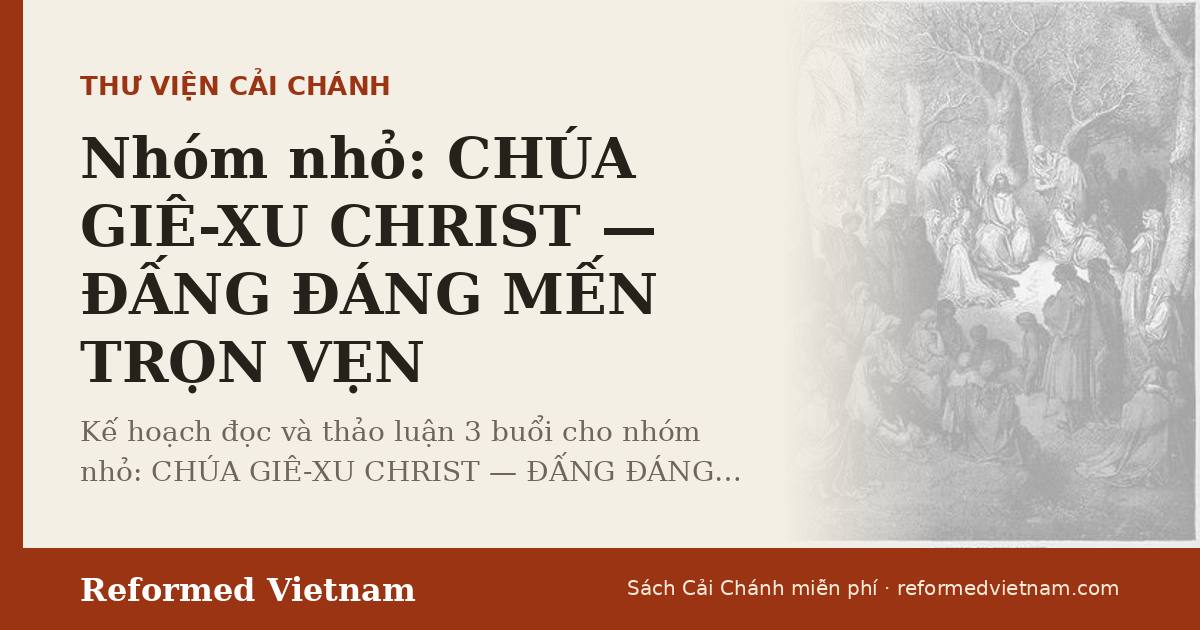 THƯ VIỆN CẢI CHÁNH
Nhóm nhỏ: CHÚA
GIÊ-XU CHRIST —
ĐẤNG ĐÁNG MẾN
TRỌN VẸN
Kế hoạch đọc và thảo luận 3 buổi cho nhóm
nhỏ: CHÚA GIÊ-XU CHRIST — ĐẤNG ĐÁNG...
Reformed Vietnam
Sách Cải Chánh miễn phí · reformedvietnam.com